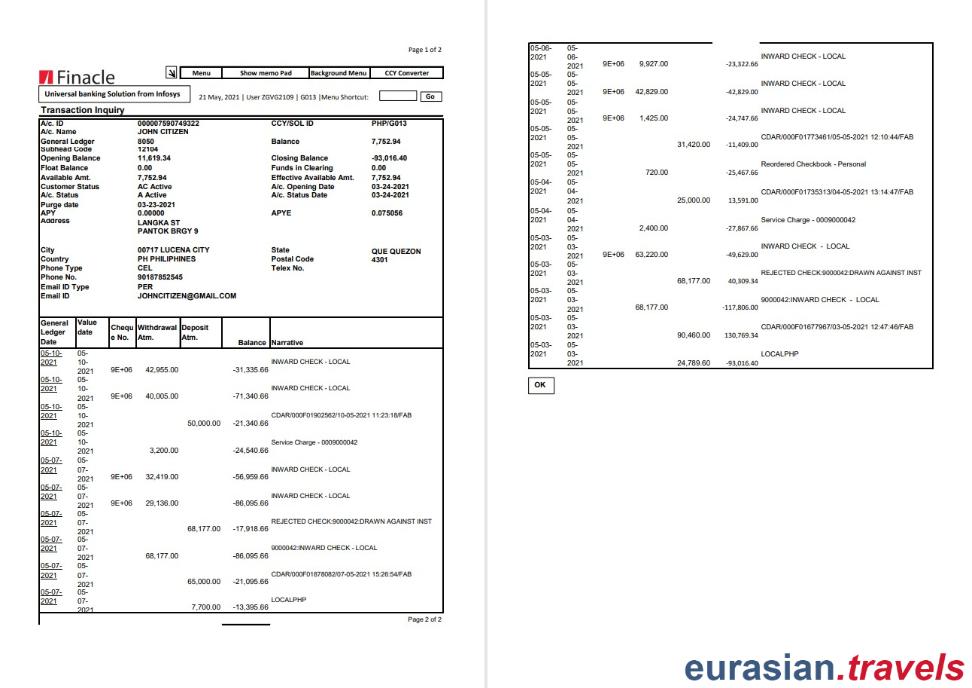 Page 1 of 2
Finacle
Menu Show memo Pad Background Menu CCY Converter
Universal banking Solution from Infosys
21 May, 2021 | User ZGVG2109 | G013 |Menu Shortcut: Go
Transaction Inquiry
A/c. ID 000007590749322 CCY/SOL ID PHP/G013
A/c. Name JOHN CITIZEN
General Ledger 8050 Balance 7,752.94
Subhead Code 12104
Opening Balance 11,619.34 Closing Balance -93,016.40
Float Balance 0.00 Funds in Clearing 0.00
Available Amt. 7,752.94 Effective Available Amt. 7,752.94
Customer Status AC Active A/c. Opening Date 03-24-2021
A/c. Status A Active A/c. Status Date 03-24-2021
Purge date 03-23-2021
APY 0.00000 APYE 0.075056
Address LANGKA ST
PANTOK BRGY 9
City 00717 LUCENA CITY State QUE QUEZON
Country PH PHILIPHINES Postal Code 4301
Phone Type CEL Telex No.
Phone No. 90187852545
Email ID Type PER
Email ID JOHNCITIZEN@GMAIL.COM
General Ledger Date Value date Chequ e No. Withdrawal Atm. Deposit Atm. Balance Narrative
05-10-2021 05-10-2021 9E+06 42,955.00 -31,335.66 INWARD CHECK - LOCAL
05-10-2021 05-10-2021 9E+06 40,005.00 -71,340.66 INWARD CHECK - LOCAL
05-10-2021 05-10-2021 50,000.00 -21,340.66 CDAR/000F01902562/10-05-2021 11:23:18/FAB
05-10-2021 05-10-2021 3,200.00 -24,540.66 Service Charge - 0009000042
05-07-2021 05-07-2021 9E+06 32,419.00 -56,959.66 INWARD CHECK - LOCAL
05-07-2021 05-07-2021 9E+06 29,136.00 -86,095.66 INWARD CHECK - LOCAL
05-07-2021 05-07-2021 68,177.00 -17,918.66 REJECTED CHECK:9000042:DRAWN AGAINST INST
05-07-2021 05-07-2021 68,177.00 -86,095.66 9000042:INWARD CHECK - LOCAL
05-07-2021 05-07-2021 65,000.00 -21,095.66 CDAR/000F01878082/07-05-2021 15:26:54/FAB
05-07-2021 05-07-2021 7,700.00 -13,395.66 LOCALPHP
Page 2 of 2
05-06-2021 05-06-2021 9E+06 9,927.00 -23,322.66 INWARD CHECK - LOCAL
05-05-2021 05-05-2021 9E+06 42,829.00 -42,829.00 INWARD CHECK - LOCAL
05-05-2021 05-05-2021 9E+06 1,425.00 -24,747.66 INWARD CHECK - LOCAL
05-05-2021 05-05-2021 31,420.00 -11,409.00 CDAR/000F01773461/05-05-2021 12:10:44/FAB
05-05-2021 05-05-2021 720.00 -25,467.66 Reordered Checkbook - Personal
05-04-2021 05-04-2021 25,000.00 13,591.00 CDAR/000F01735313/04-05-2021 13:14:47/FAB
05-04-2021 05-04-2021 2,400.00 -27,867.66 Service Charge - 0009000042
05-03-2021 05-03-2021 9E+06 63,220.00 -49,629.00 INWARD CHECK - LOCAL
05-03-2021 05-03-2021 68,177.00 40,309.34 REJECTED CHECK:9000042:DRAWN AGAINST INST
05-03-2021 05-03-2021 68,177.00 -117,806.00 9000042:INWARD CHECK - LOCAL
05-03-2021 05-03-2021 90,460.00 130,769.34 CDAR/000F01677967/03-05-2021 12:47:46/FAB
05-03-2021 05-03-2021 24,789.60 -93,016.40 LOCALPHP
OK
eurasian.travels